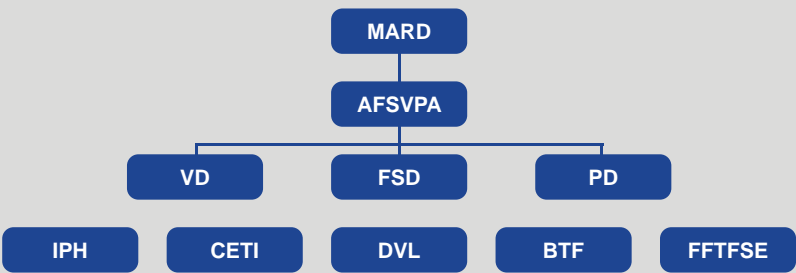 MARD
AFSVPA
VD FSD PD
IPH CETI DVL BTF FFTFSE